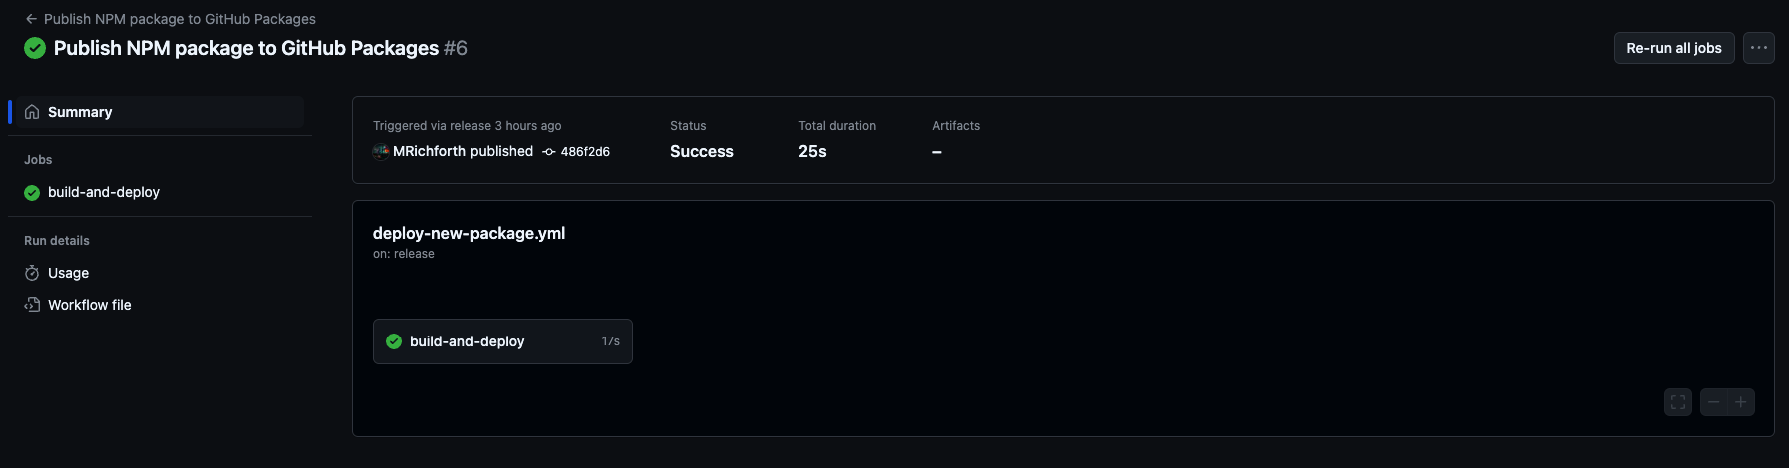 Publish NPM package to GitHub Packages
Publish NPM package to GitHub Packages #6
Re-run all jobs
Summary
Jobs
build-and-deploy
Run details
Usage
Workflow file
Triggered via release 3 hours ago
MRichforth published 486f2d6
Status
Success
Total duration
25s
Artifacts
–
deploy-new-package.yml
on: release
build-and-deploy